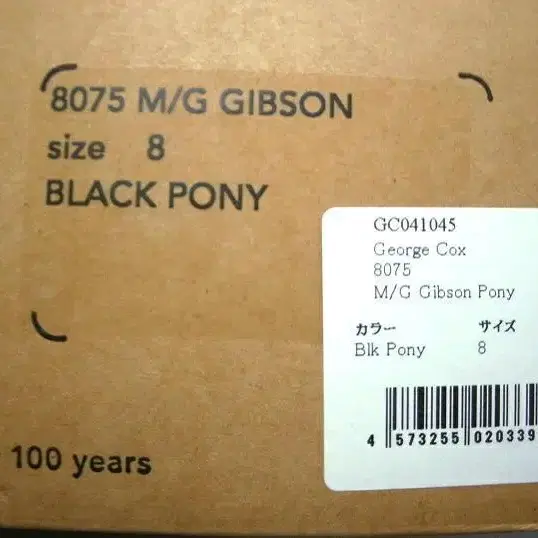 8075 M/G GIBSON
size 8
BLACK PONY
GC041045
George Cox
8075
M/G Gibson Pony
カラー サイズ
Blk Pony 8
4 573255 020339
100 years